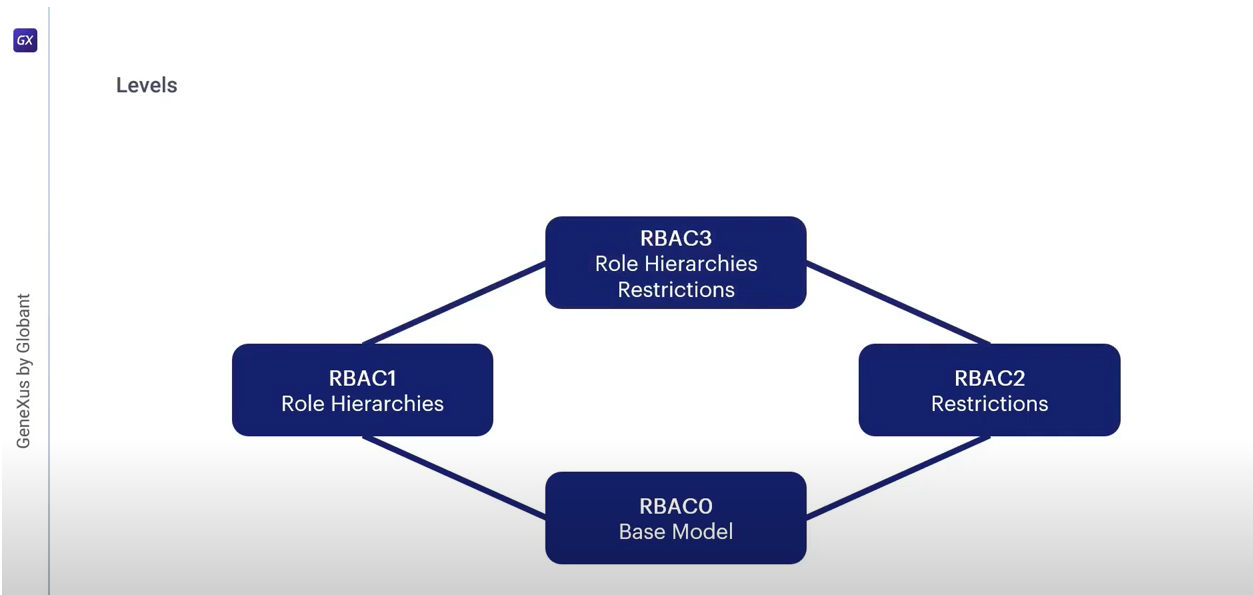 GX
Levels
RBAC3
Role Hierarchies
Restrictions
RBAC1
Role Hierarchies
RBAC2
Restrictions
RBAC0
Base Model
GeneXus by Globant